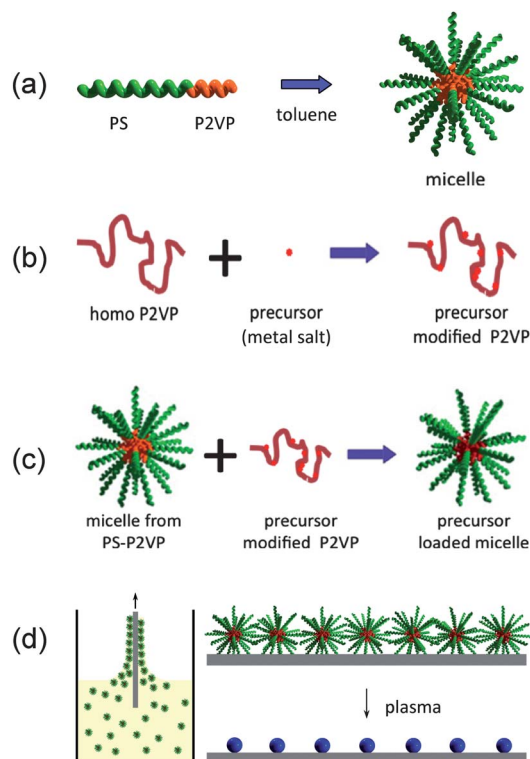 (a)
PS
P2VP
toluene
micelle
(b)
homo P2VP
+
precursor
(metal salt)
precursor
modified P2VP
(c)
micelle from
PS-P2VP
+
precursor
modified P2VP
precursor
loaded micelle
(d)
plasma